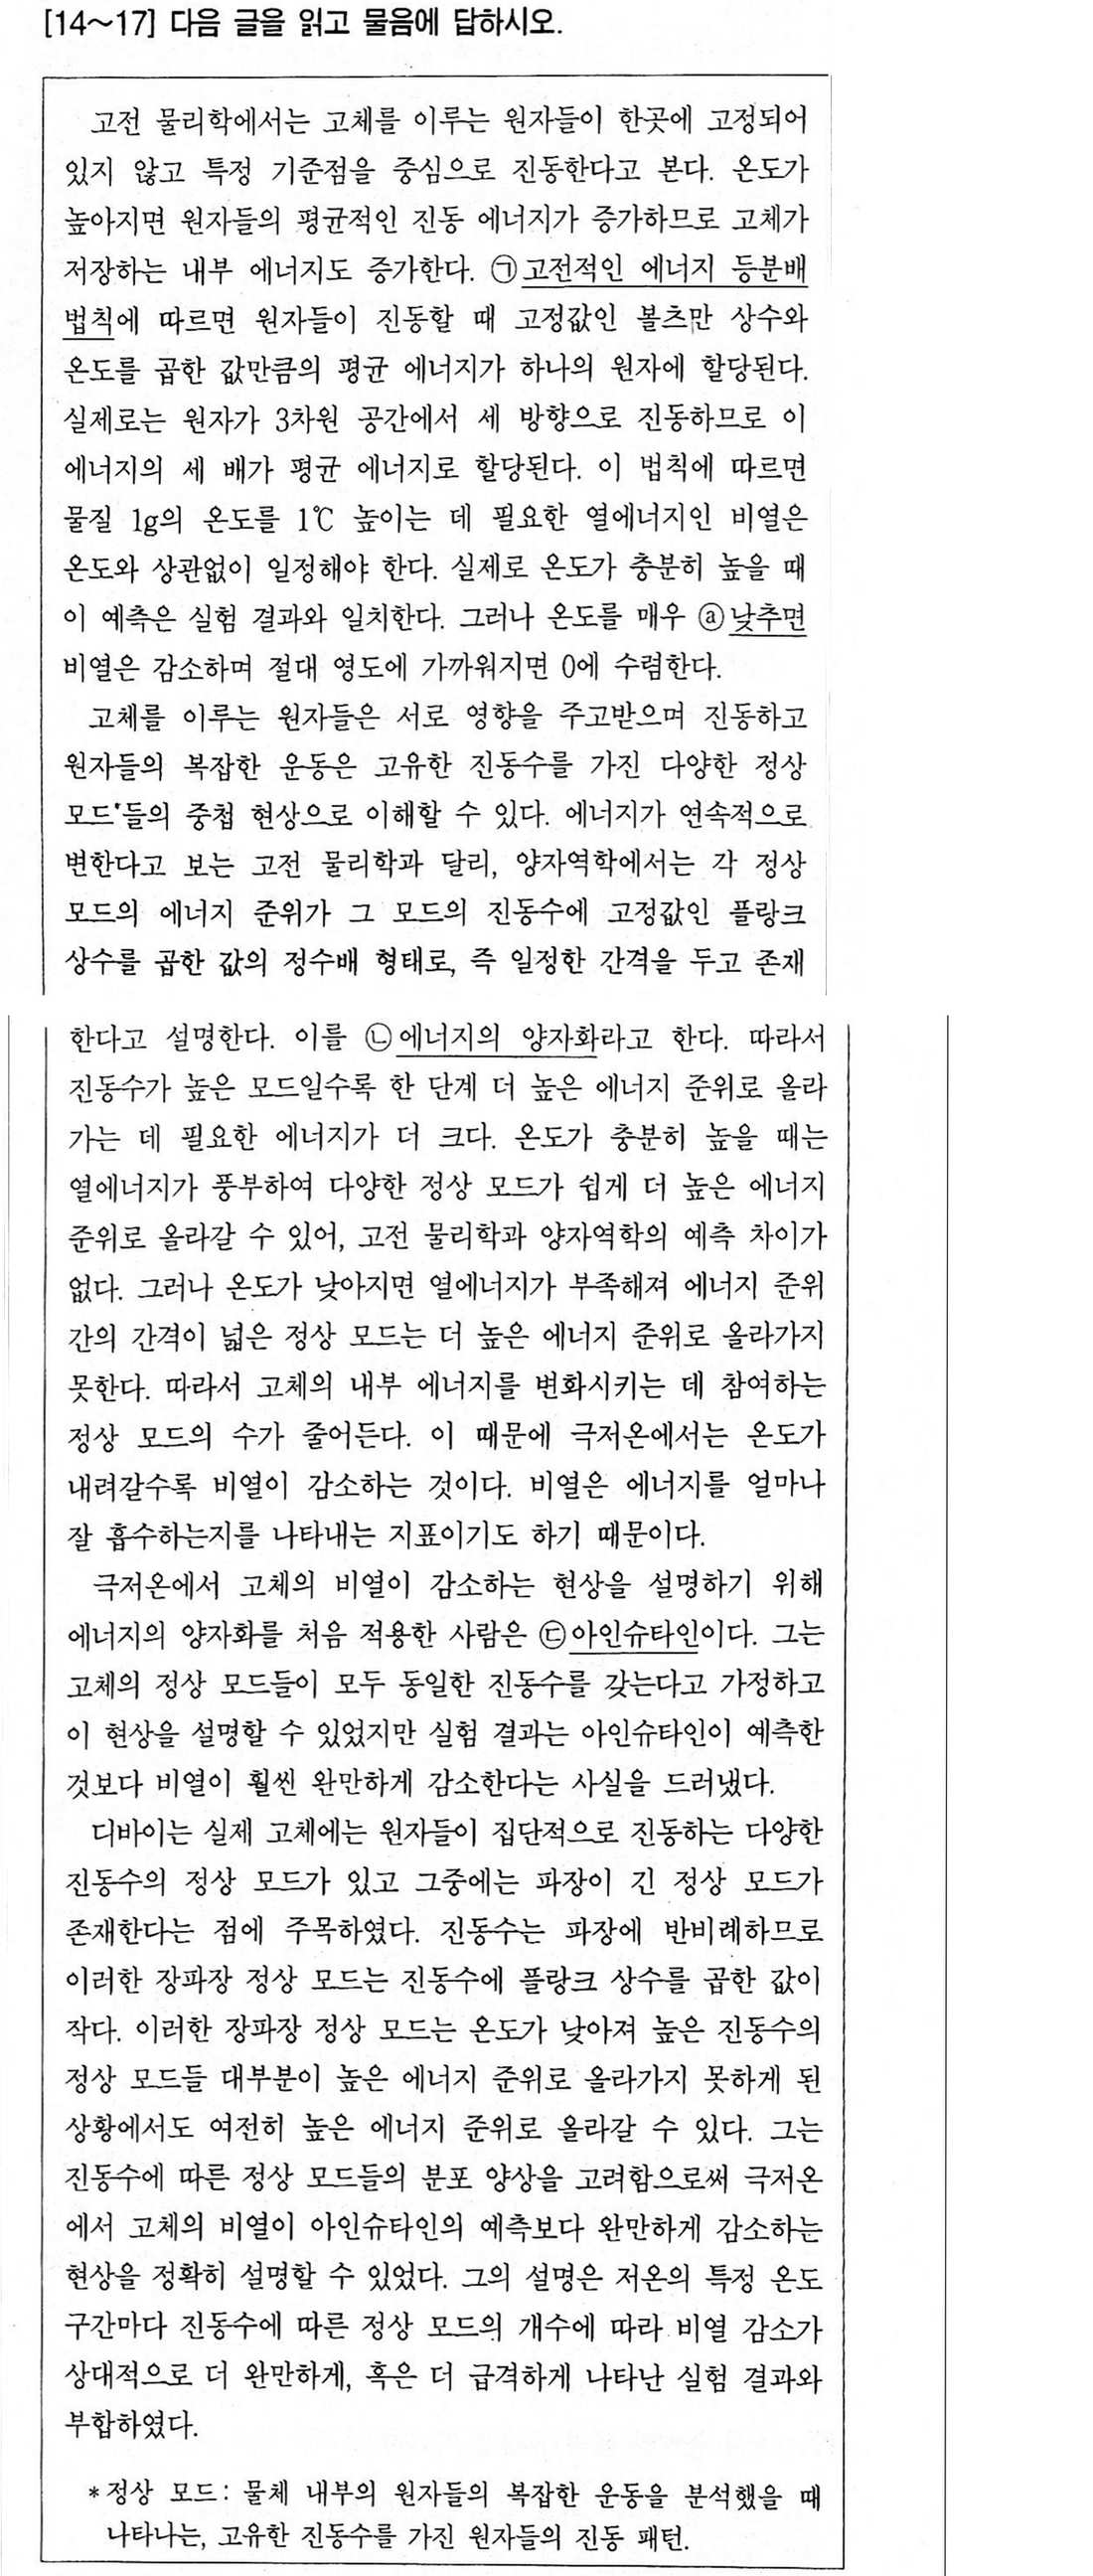 [14~17] 다음 글을 읽고 물음에 답하시오.
고전 물리학에서는 고체를 이루는 원자들이 한곳에 고정되어
있지 않고 특정 기준점을 중심으로 진동한다고 본다. 온도가
높아지면 원자들의 평균적인 진동 에너지가 증가하므로 고체가
저장하는 내부 에너지도 증가한다. ㉠고전적인 에너지 등분배
법칙에 따르면 원자들이 진동할 때 고정값인 볼츠만 상수와
온도를 곱한 값만큼의 평균 에너지가 하나의 원자에 할당된다.
실제로는 원자가 3차원 공간에서 세 방향으로 진동하므로 이
에너지의 세 배가 평균 에너지로 할당된다. 이 법칙에 따르면
물질 1g의 온도를 1℃ 높이는 데 필요한 열에너지인 비열은
온도와 상관없이 일정해야 한다. 실제로 온도가 충분히 높을 때
이 예측은 실험 결과와 일치한다. 그러나 온도를 매우 ⓐ낮추면
비열은 감소하며 절대 영도에 가까워지면 0에 수렴한다.
고체를 이루는 원자들은 서로 영향을 주고받으며 진동하고
원자들의 복잡한 운동은 고유한 진동수를 가진 다양한 정상
모드*들의 중첩 현상으로 이해할 수 있다. 에너지가 연속적으로
변한다고 보는 고전 물리학과 달리, 양자역학에서는 각 정상
모드의 에너지 준위가 그 모드의 진동수에 고정값인 플랑크
상수를 곱한 값의 정수배 형태로, 즉 일정한 간격을 두고 존재
한다고 설명한다. 이를 ㉡에너지의 양자화라고 한다. 따라서
진동수가 높은 모드일수록 한 단계 더 높은 에너지 준위로 올라
가는 데 필요한 에너지가 더 크다. 온도가 충분히 높을 때는
열에너지가 풍부하여 다양한 정상 모드가 쉽게 더 높은 에너지
준위로 올라갈 수 있어, 고전 물리학과 양자역학의 예측 차이가
없다. 그러나 온도가 낮아지면 열에너지가 부족해져 에너지 준위
간의 간격이 넓은 정상 모드는 더 높은 에너지 준위로 올라가지
못한다. 따라서 고체의 내부 에너지를 변화시키는 데 참여하는
정상 모드의 수가 줄어든다. 이 때문에 극저온에서는 온도가
내려갈수록 비열이 감소하는 것이다. 비열은 에너지를 얼마나
잘 흡수하는지를 나타내는 지표이기도 하기 때문이다.
극저온에서 고체의 비열이 감소하는 현상을 설명하기 위해
에너지의 양자화를 처음 적용한 사람은 ㉢아인슈타인이다. 그는
고체의 정상 모드들이 모두 동일한 진동수를 갖는다고 가정하고
이 현상을 설명할 수 있었지만 실험 결과는 아인슈타인이 예측한
것보다 비열이 훨씬 완만하게 감소한다는 사실을 드러냈다.
디바이는 실제 고체에는 원자들이 집단적으로 진동하는 다양한
진동수의 정상 모드가 있고 그중에는 파장이 긴 정상 모드가
존재한다는 점에 주목하였다. 진동수는 파장에 반비례하므로
이러한 장파장 정상 모드는 진동수에 플랑크 상수를 곱한 값이
작다. 이러한 장파장 정상 모드는 온도가 낮아져 높은 진동수의
정상 모드들 대부분이 높은 에너지 준위로 올라가지 못하게 된
상황에서도 여전히 높은 에너지 준위로 올라갈 수 있다. 그는
진동수에 따른 정상 모드들의 분포 양상을 고려함으로써 극저온
에서 고체의 비열이 아인슈타인의 예측보다 완만하게 감소하는
현상을 정확히 설명할 수 있었다. 그의 설명은 저온의 특정 온도
구간마다 진동수에 따른 정상 모드의 개수에 따라 비열 감소가
상대적으로 더 완만하게, 혹은 더 급격하게 나타난 실험 결과와
부합하였다.
*정상 모드: 물체 내부의 원자들의 복잡한 운동을 분석했을 때
나타나는, 고유한 진동수를 가진 원자들의 진동 패턴.